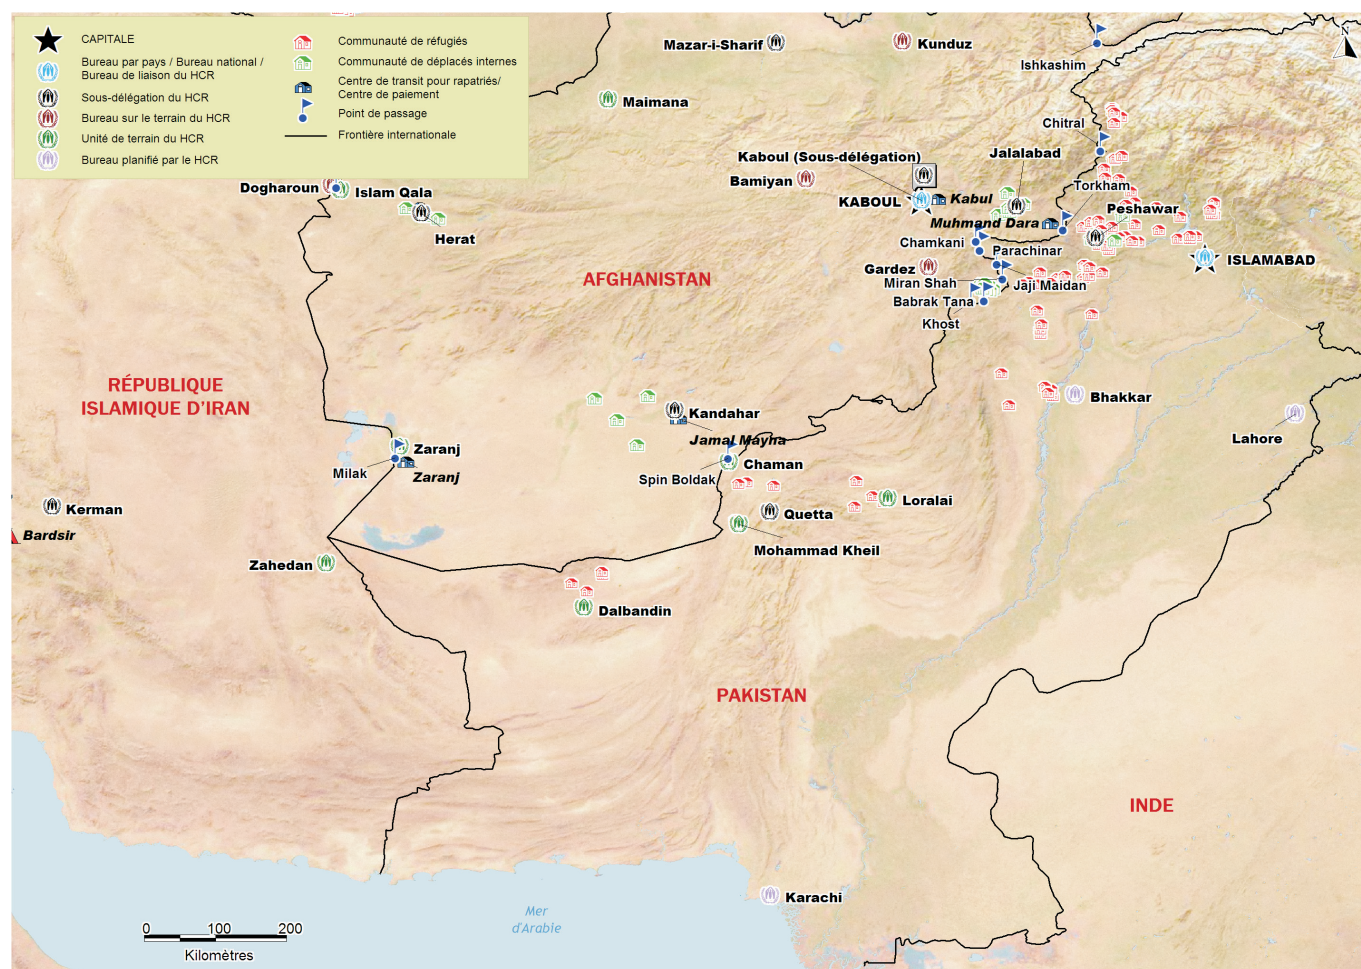 CAPITALE
Bureau par pays / Bureau national /
Bureau de liaison du HCR
Sous-délégation du HCR
Bureau sur le terrain du HCR
Unité de terrain du HCR
Bureau planifié par le HCR
Communauté de réfugiés
Communauté de déplacés internes
Centre de transit pour rapatriés/
Centre de paiement
Point de passage
Frontière internationale
N
Mazar-i-Sharif
Kunduz
Ishkashim
Maimana
Chitral
Kaboul (Sous-délégation)
Jalalabad
Bamiyan
Dogharoun
Islam Qala
Torkham
KABOUL
Kabul
Peshawar
Muhmand Dara
Herat
Chamkani
Parachinar
ISLAMABAD
Gardez
AFGHANISTAN
Miran Shah
Jaji Maidan
Babrak Tana
Khost
RÉPUBLIQUE
ISLAMIQUE D'IRAN
Bhakkar
Kandahar
Lahore
Jamal Mayna
Zaranj
Chaman
Milak
Zaranj
Spin Boldak
Loralai
Kerman
Quetta
Bardsir
Mohammad Kheil
Zahedan
Dalbandin
PAKISTAN
INDE
Karachi
Mer
d'Arabie
0 100 200
Kilomètres